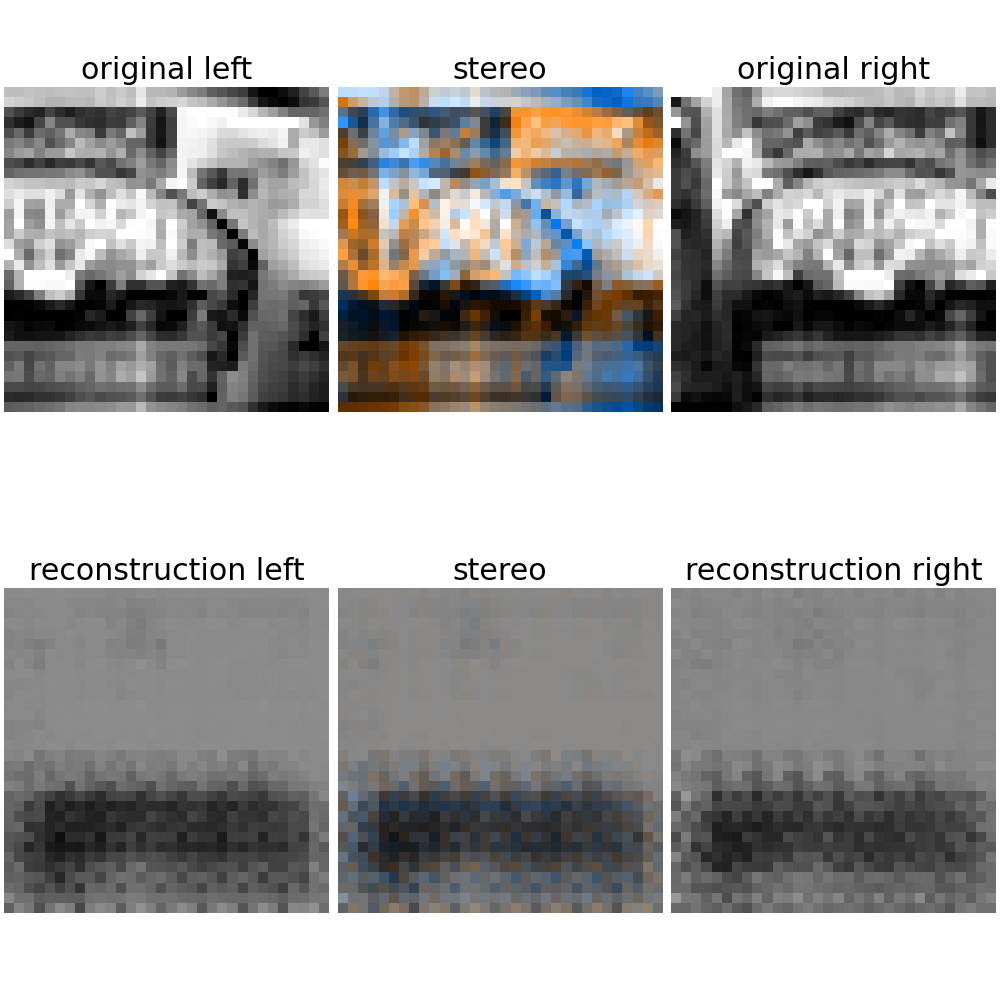 original left
stereo
original right
reconstruction left
stereo
reconstruction right